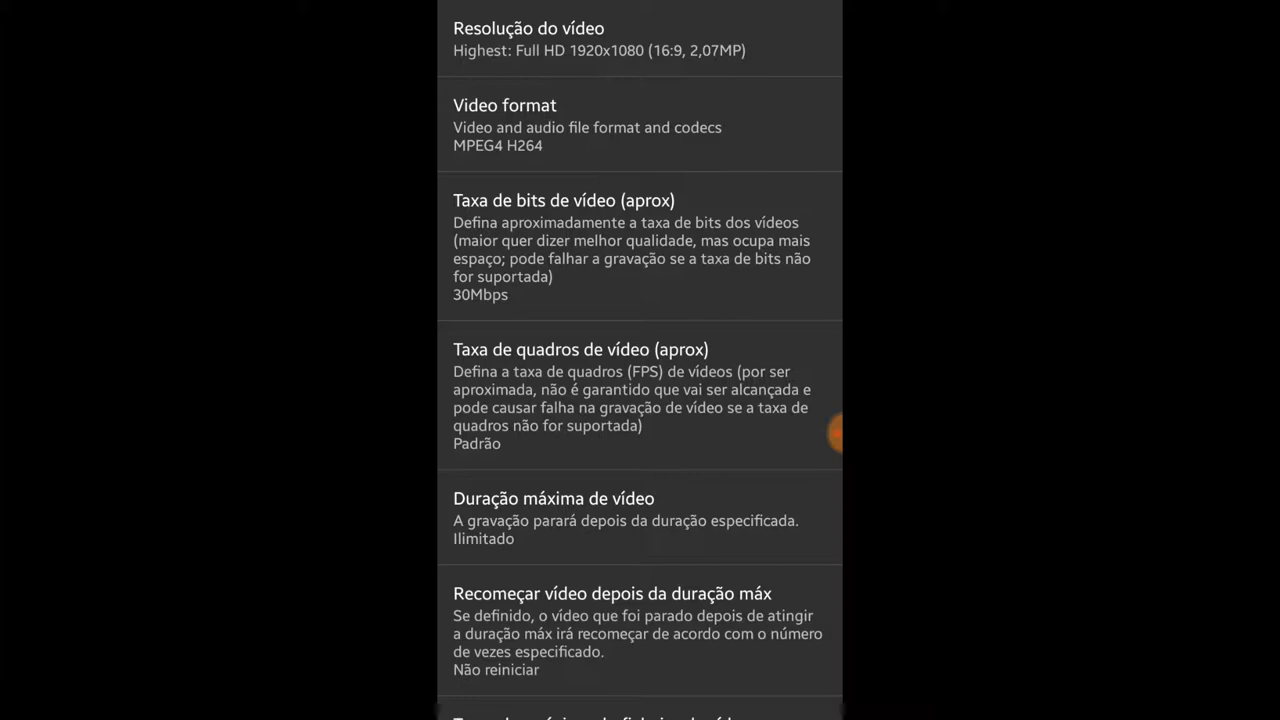 Resolução do vídeo
Highest: Full HD 1920x1080 (16:9, 2,07MP)
Video format
Video and audio file format and codecs
MPEG4 H264
Taxa de bits de vídeo (aprox)
Defina aproximadamente a taxa de bits dos vídeos
(maior quer dizer melhor qualidade, mas ocupa mais
espaço; pode falhar a gravação se a taxa de bits não
for suportada)
30Mbps
Taxa de quadros de vídeo (aprox)
Defina a taxa de quadros (FPS) de vídeos (por ser
aproximada, não é garantido que vai ser alcançada e
pode causar falha na gravação de vídeo se a taxa de
quadros não for suportada)
Padrão
Duração máxima de vídeo
A gravação parará depois da duração especificada.
Ilimitado
Recomeçar vídeo depois da duração máx
Se definido, o vídeo que foi parado depois de atingir
a duração máx irá recomeçar de acordo com o número
de vezes especificado.
Não reiniciar